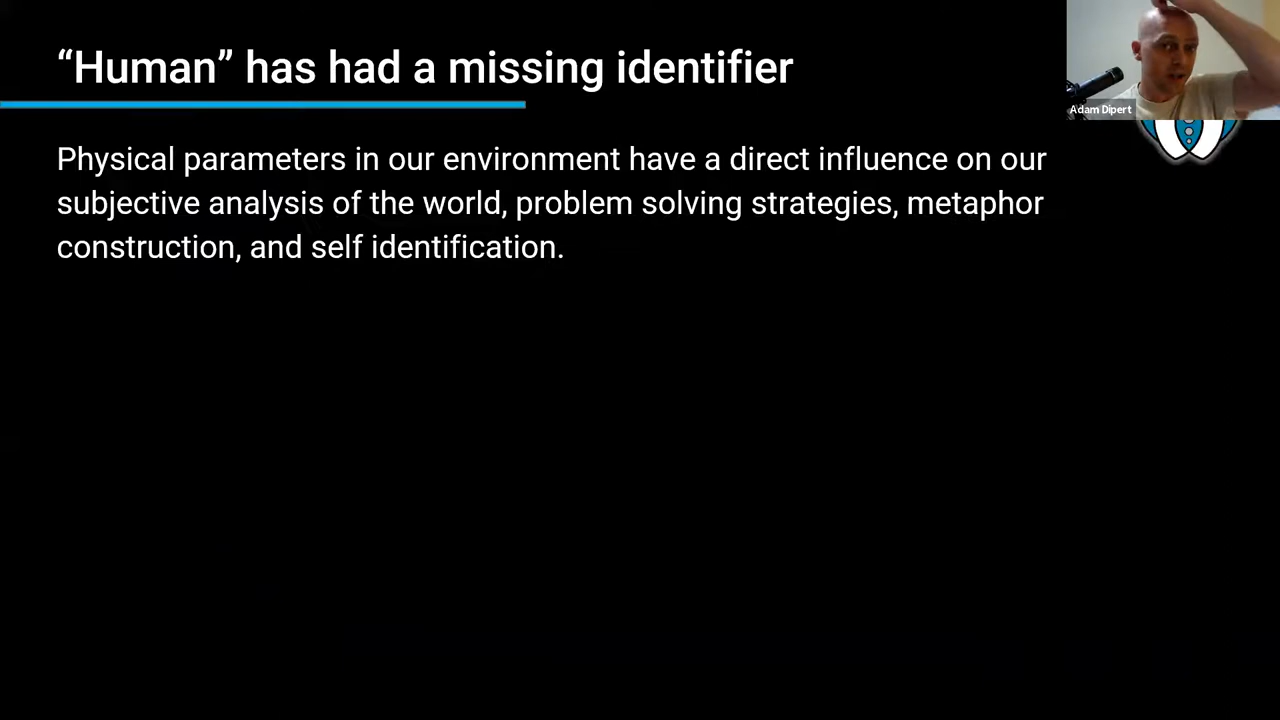 “Human” has had a missing identifier
Adam Dipert
Physical parameters in our environment have a direct influence on our
subjective analysis of the world, problem solving strategies, metaphor
construction, and self identification.